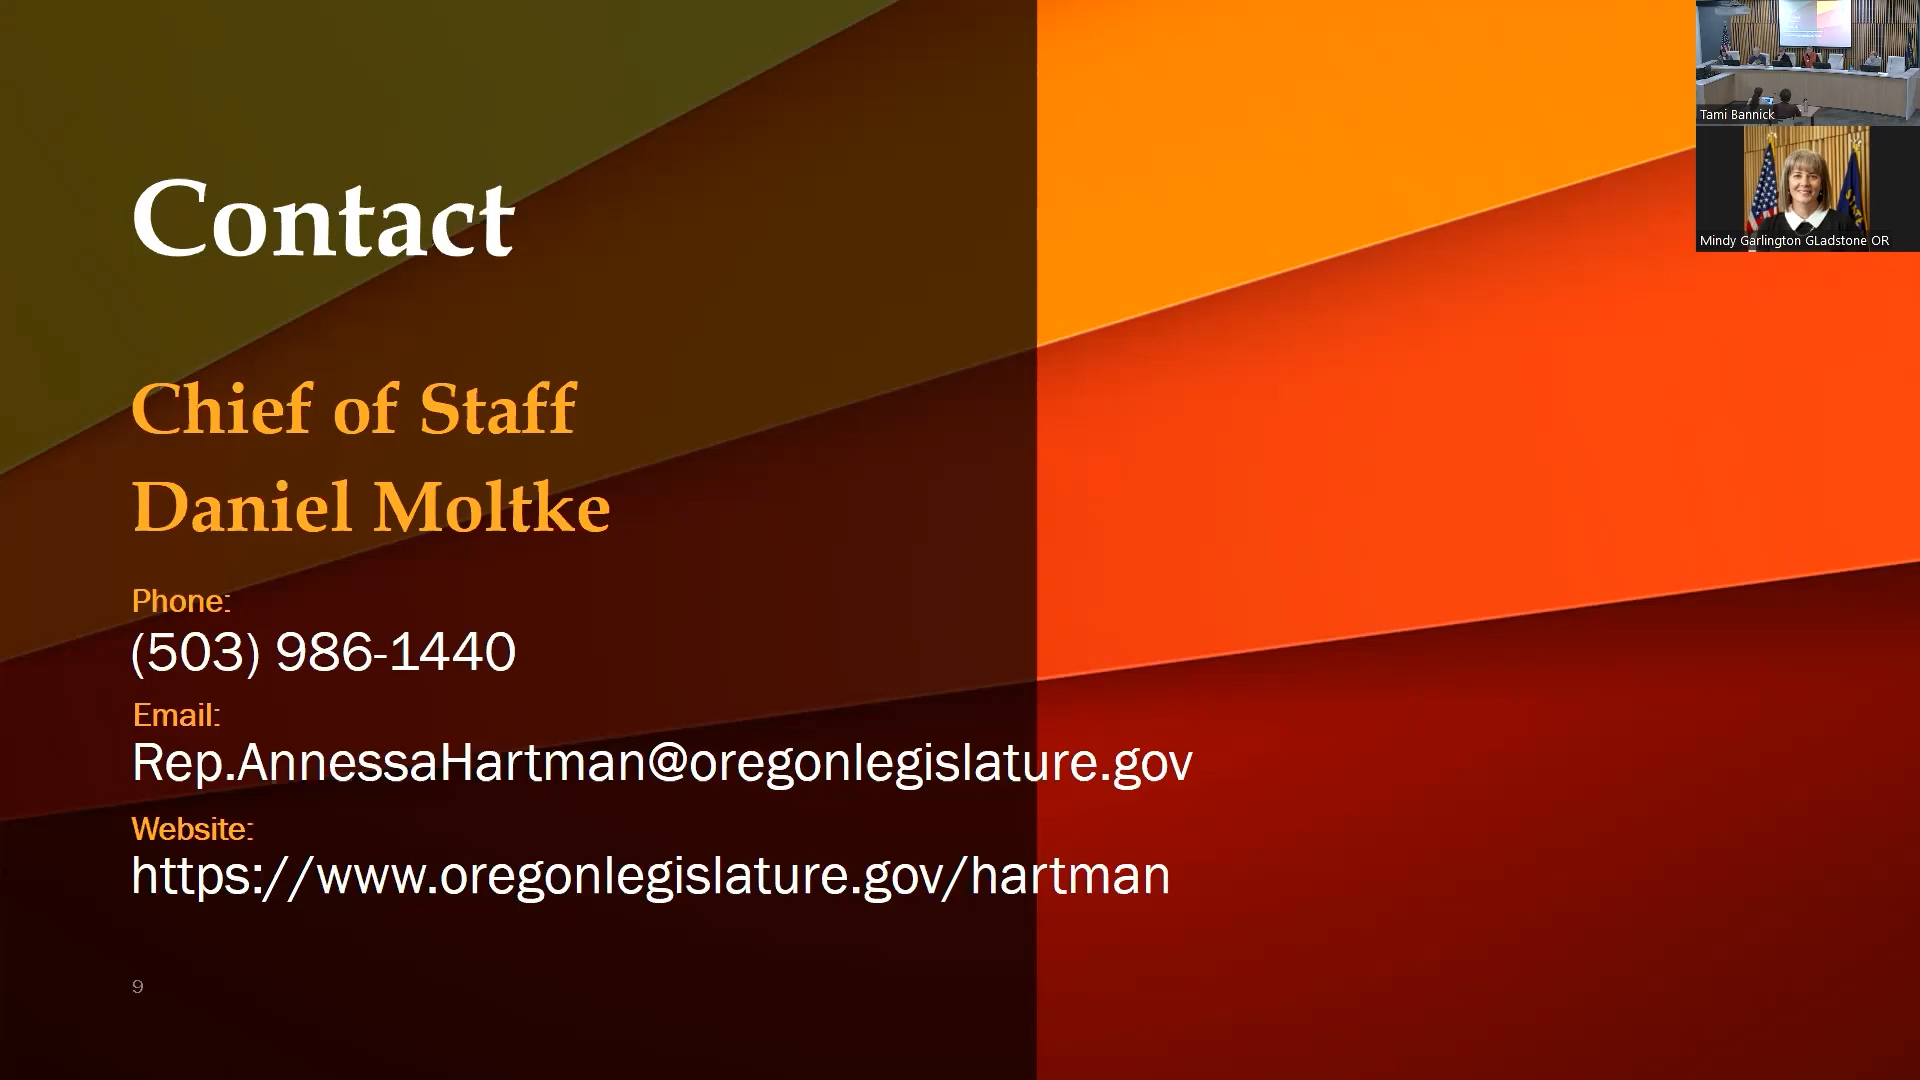 Contact
Chief of Staff
Daniel Moltke
Phone:
(503) 986-1440
Email:
Rep.AnnessaHartman@oregonlegislature.gov
Website:
https://www.oregonlegislature.gov/hartman
9
Tami Bannick
Mindy Garlington GLadstone OR